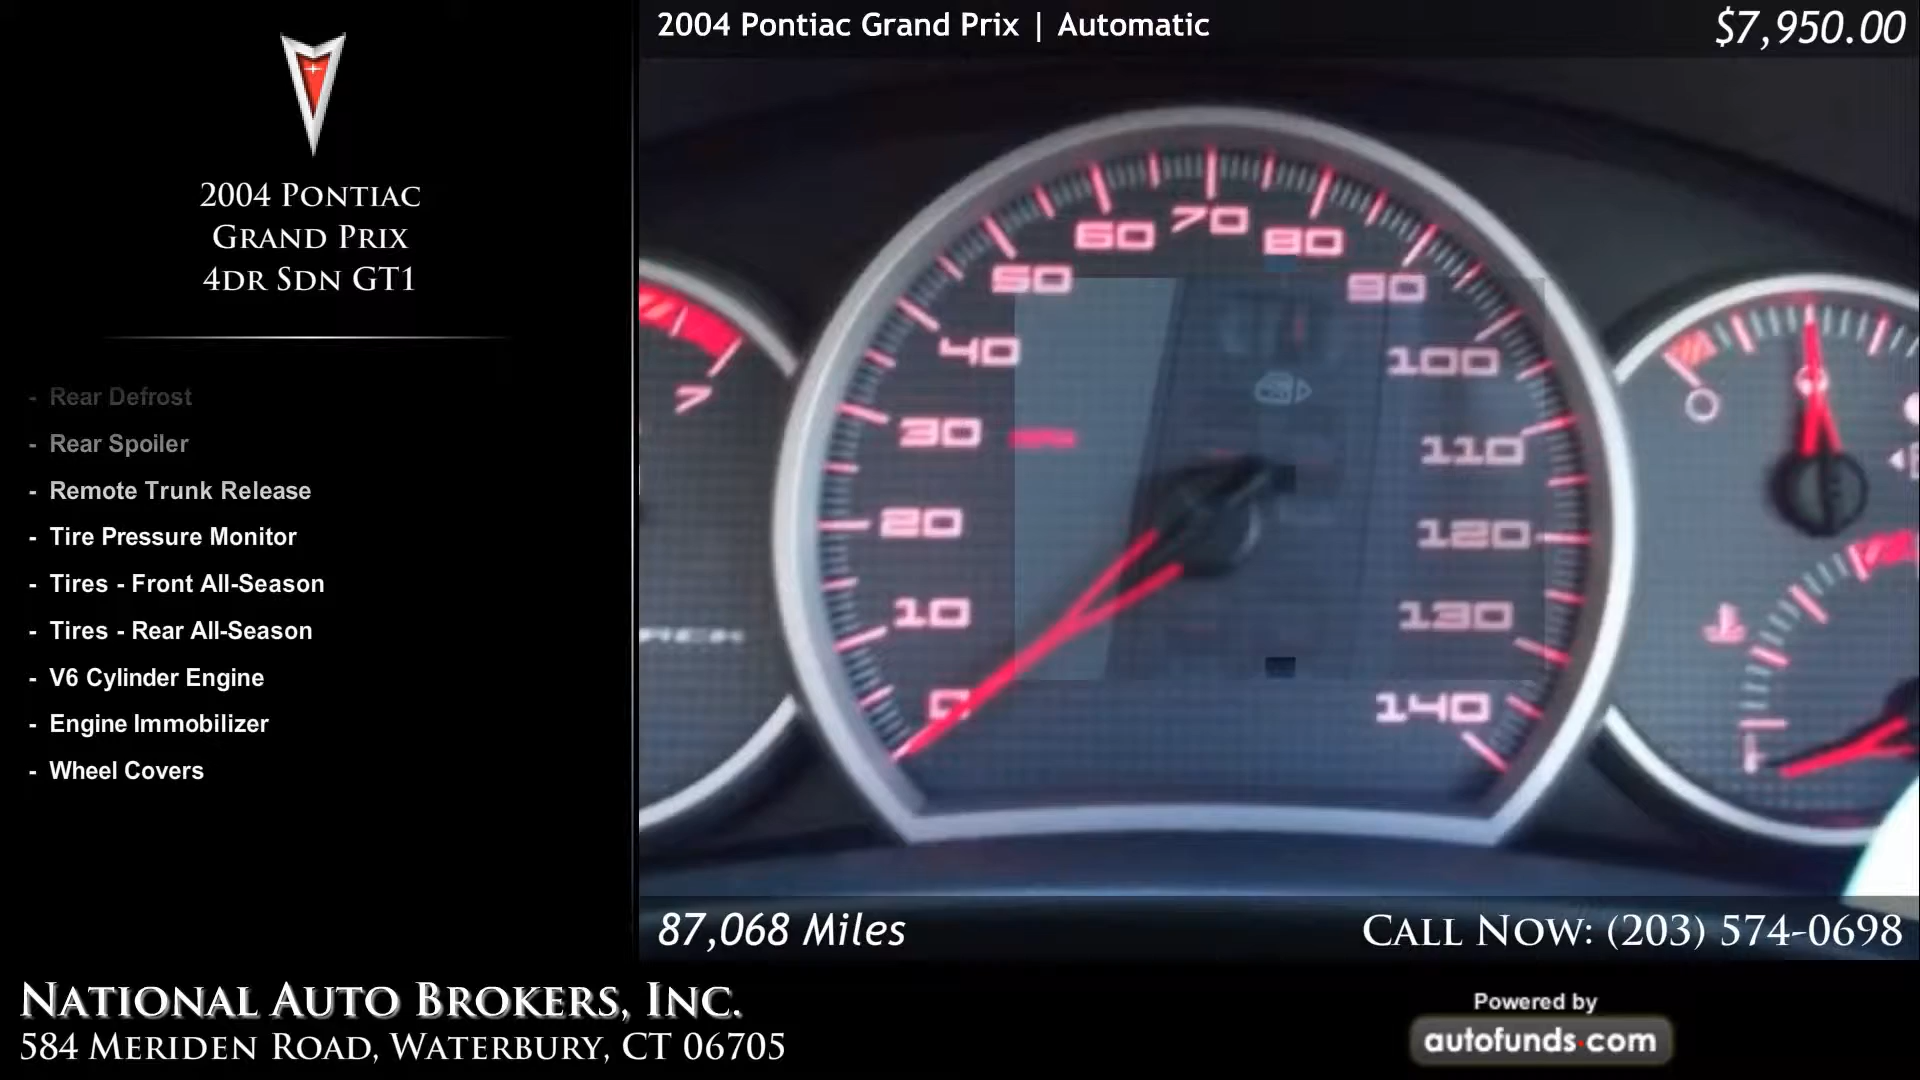 2004 Pontiac Grand Prix | Automatic
$7,950.00
2004 Pontiac
Grand Prix
4dr Sdn GT1
- Rear Defrost
- Rear Spoiler
- Remote Trunk Release
- Tire Pressure Monitor
- Tires - Front All-Season
- Tires - Rear All-Season
- V6 Cylinder Engine
- Engine Immobilizer
- Wheel Covers
7
0
10
20
30
40
50
60
70
80
90
100
110
120
130
140
87,068 Miles
Call Now: (203) 574-0698
National Auto Brokers, Inc.
584 Meriden Road, Waterbury, CT 06705
Powered by
autofunds.com